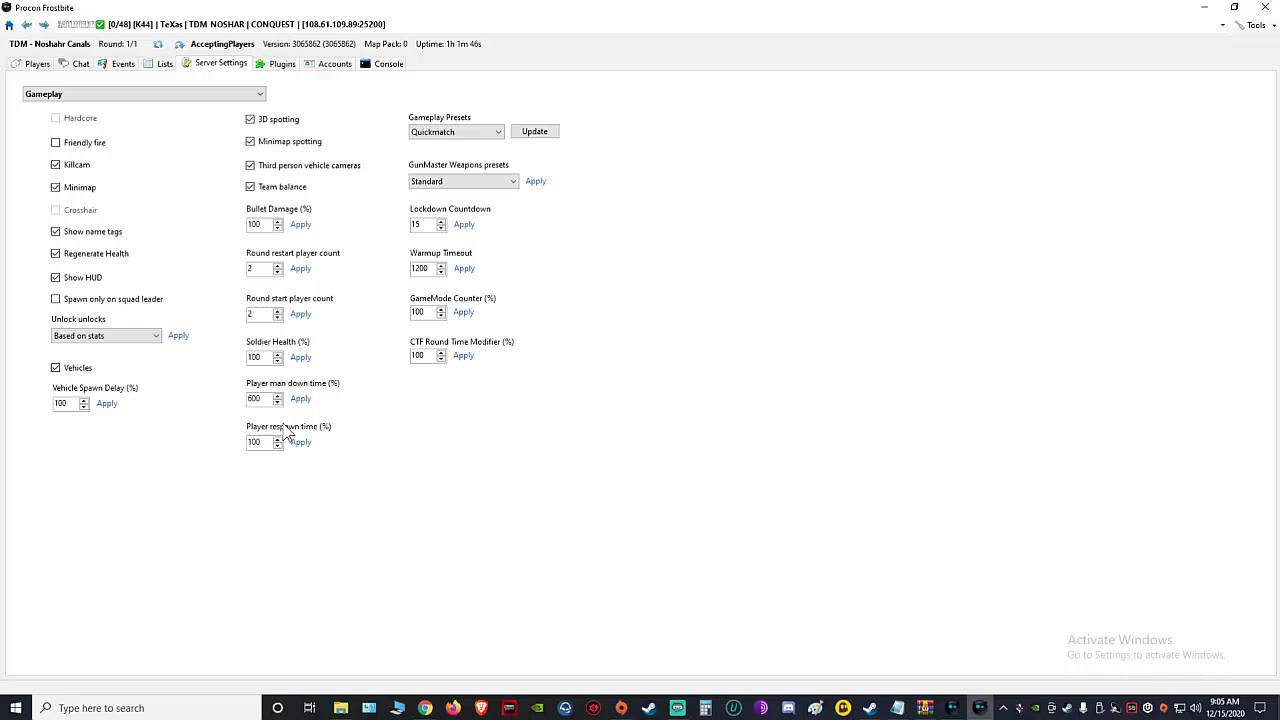 Procon Frostbite
BATTLEFIELD 3 [0/48] [K44] | TeXas | TDM_NOSHAR | CONQUEST | [108.61.109.89:25200]
Tools
TDM - Noshahr Canals Round: 1/1 AcceptingPlayers Version: 3065862 (3065862) Map Pack: 0 Uptime: 1h 1m 46s
Players Chat Events Lists Server Settings Plugins Accounts Console
Gameplay
Hardcore
Friendly fire
Killcam
Minimap
Crosshair
Show name tags
Regenerate Health
Show HUD
Spawn only on squad leader
Unlock unlocks
Based on stats Apply
Vehicles
Vehicle Spawn Delay (%)
100 Apply
3D spotting
Minimap spotting
Third person vehicle cameras
Team balance
Bullet Damage (%)
100 Apply
Round restart player count
2 Apply
Round start player count
2 Apply
Soldier Health (%)
100 Apply
Player man down time (%)
600 Apply
Player respawn time (%)
100 Apply
Gameplay Presets
Quickmatch Update
GunMaster Weapons presets
Standard Apply
Lockdown Countdown
15 Apply
Warmup Timeout
1200 Apply
GameMode Counter (%)
100 Apply
CTF Round Time Modifier (%)
100 Apply
Activate Windows
Go to Settings to activate Windows.
Type here to search
9:05 AM
12/15/2020